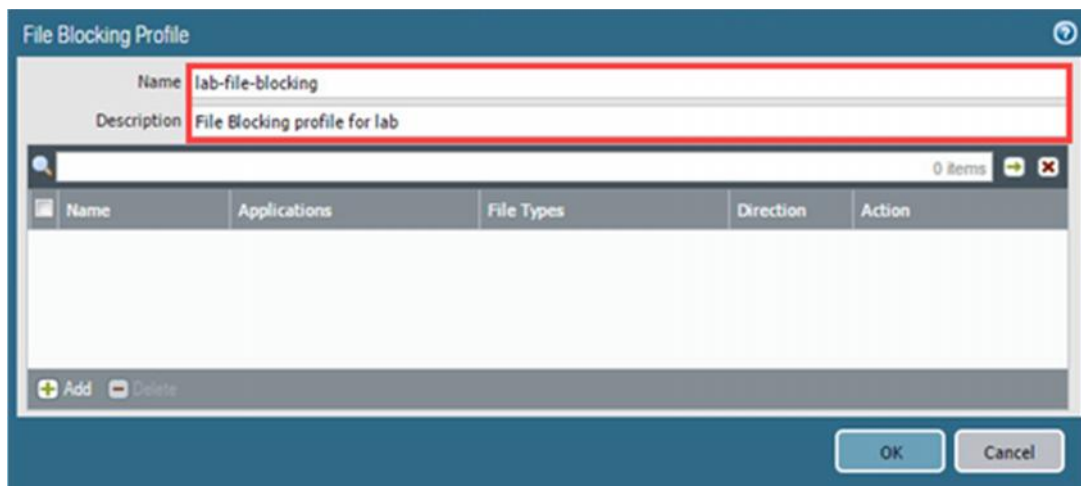 File Blocking Profile
Name lab-file-blocking
Description File Blocking profile for lab
0 items
Name Applications File Types Direction Action
Add Delete
OK Cancel